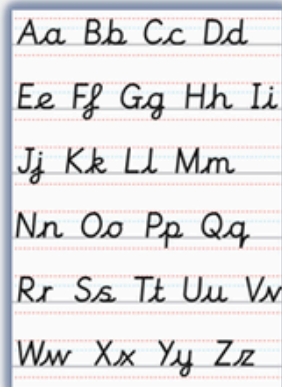 Aa Bb Cc Dd
Ee Ff Gg Hh Ii
Jj Kk Ll Mm
Nn Oo Pp Qq
Rr Ss Tt Uu Vv
Ww Xx Yy Zz